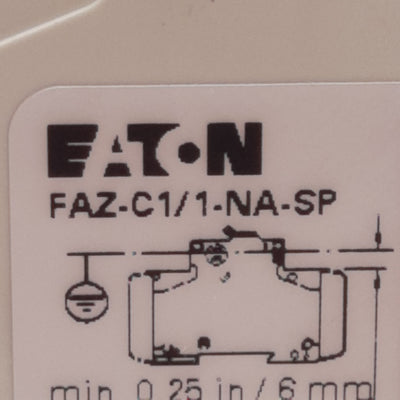 EATON
FAZ-C1/1-NA-SP
min 0.25 in / 6 mm